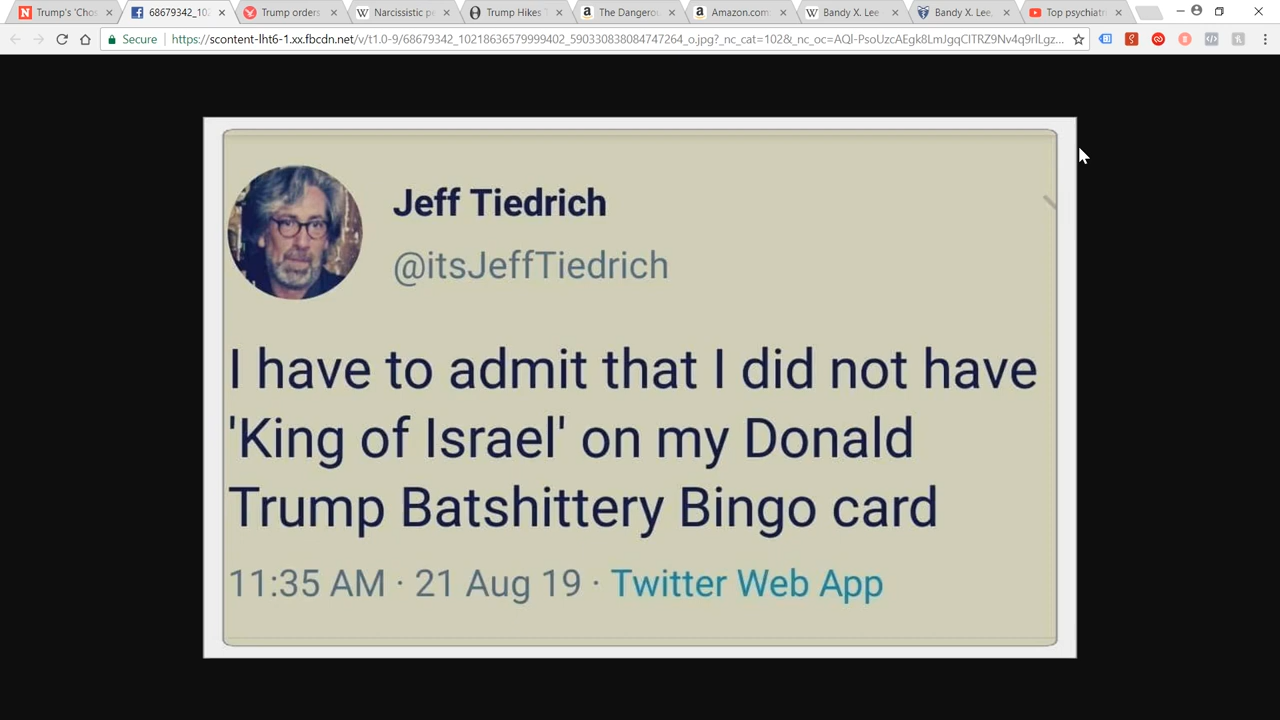 Trump's 'Chos
68679342_10
Trump orders
Narcissistic pe
Trump Hikes T
The Dangerou
Amazon.com
Bandy X. Lee
Bandy X. Lee,
Top psychiatri
Secure
https://scontent-lht6-1.xx.fbcdn.net/v/t1.0-9/68679342_10218636579999402_590330838084747264_o.jpg?_nc_cat=102&_nc_oc=
Jeff Tiedrich
@itsJeffTiedrich
I have to admit that I did not have
'King of Israel' on my Donald
Trump Batshittery Bingo card
11:35 AM · 21 Aug 19 · Twitter Web App